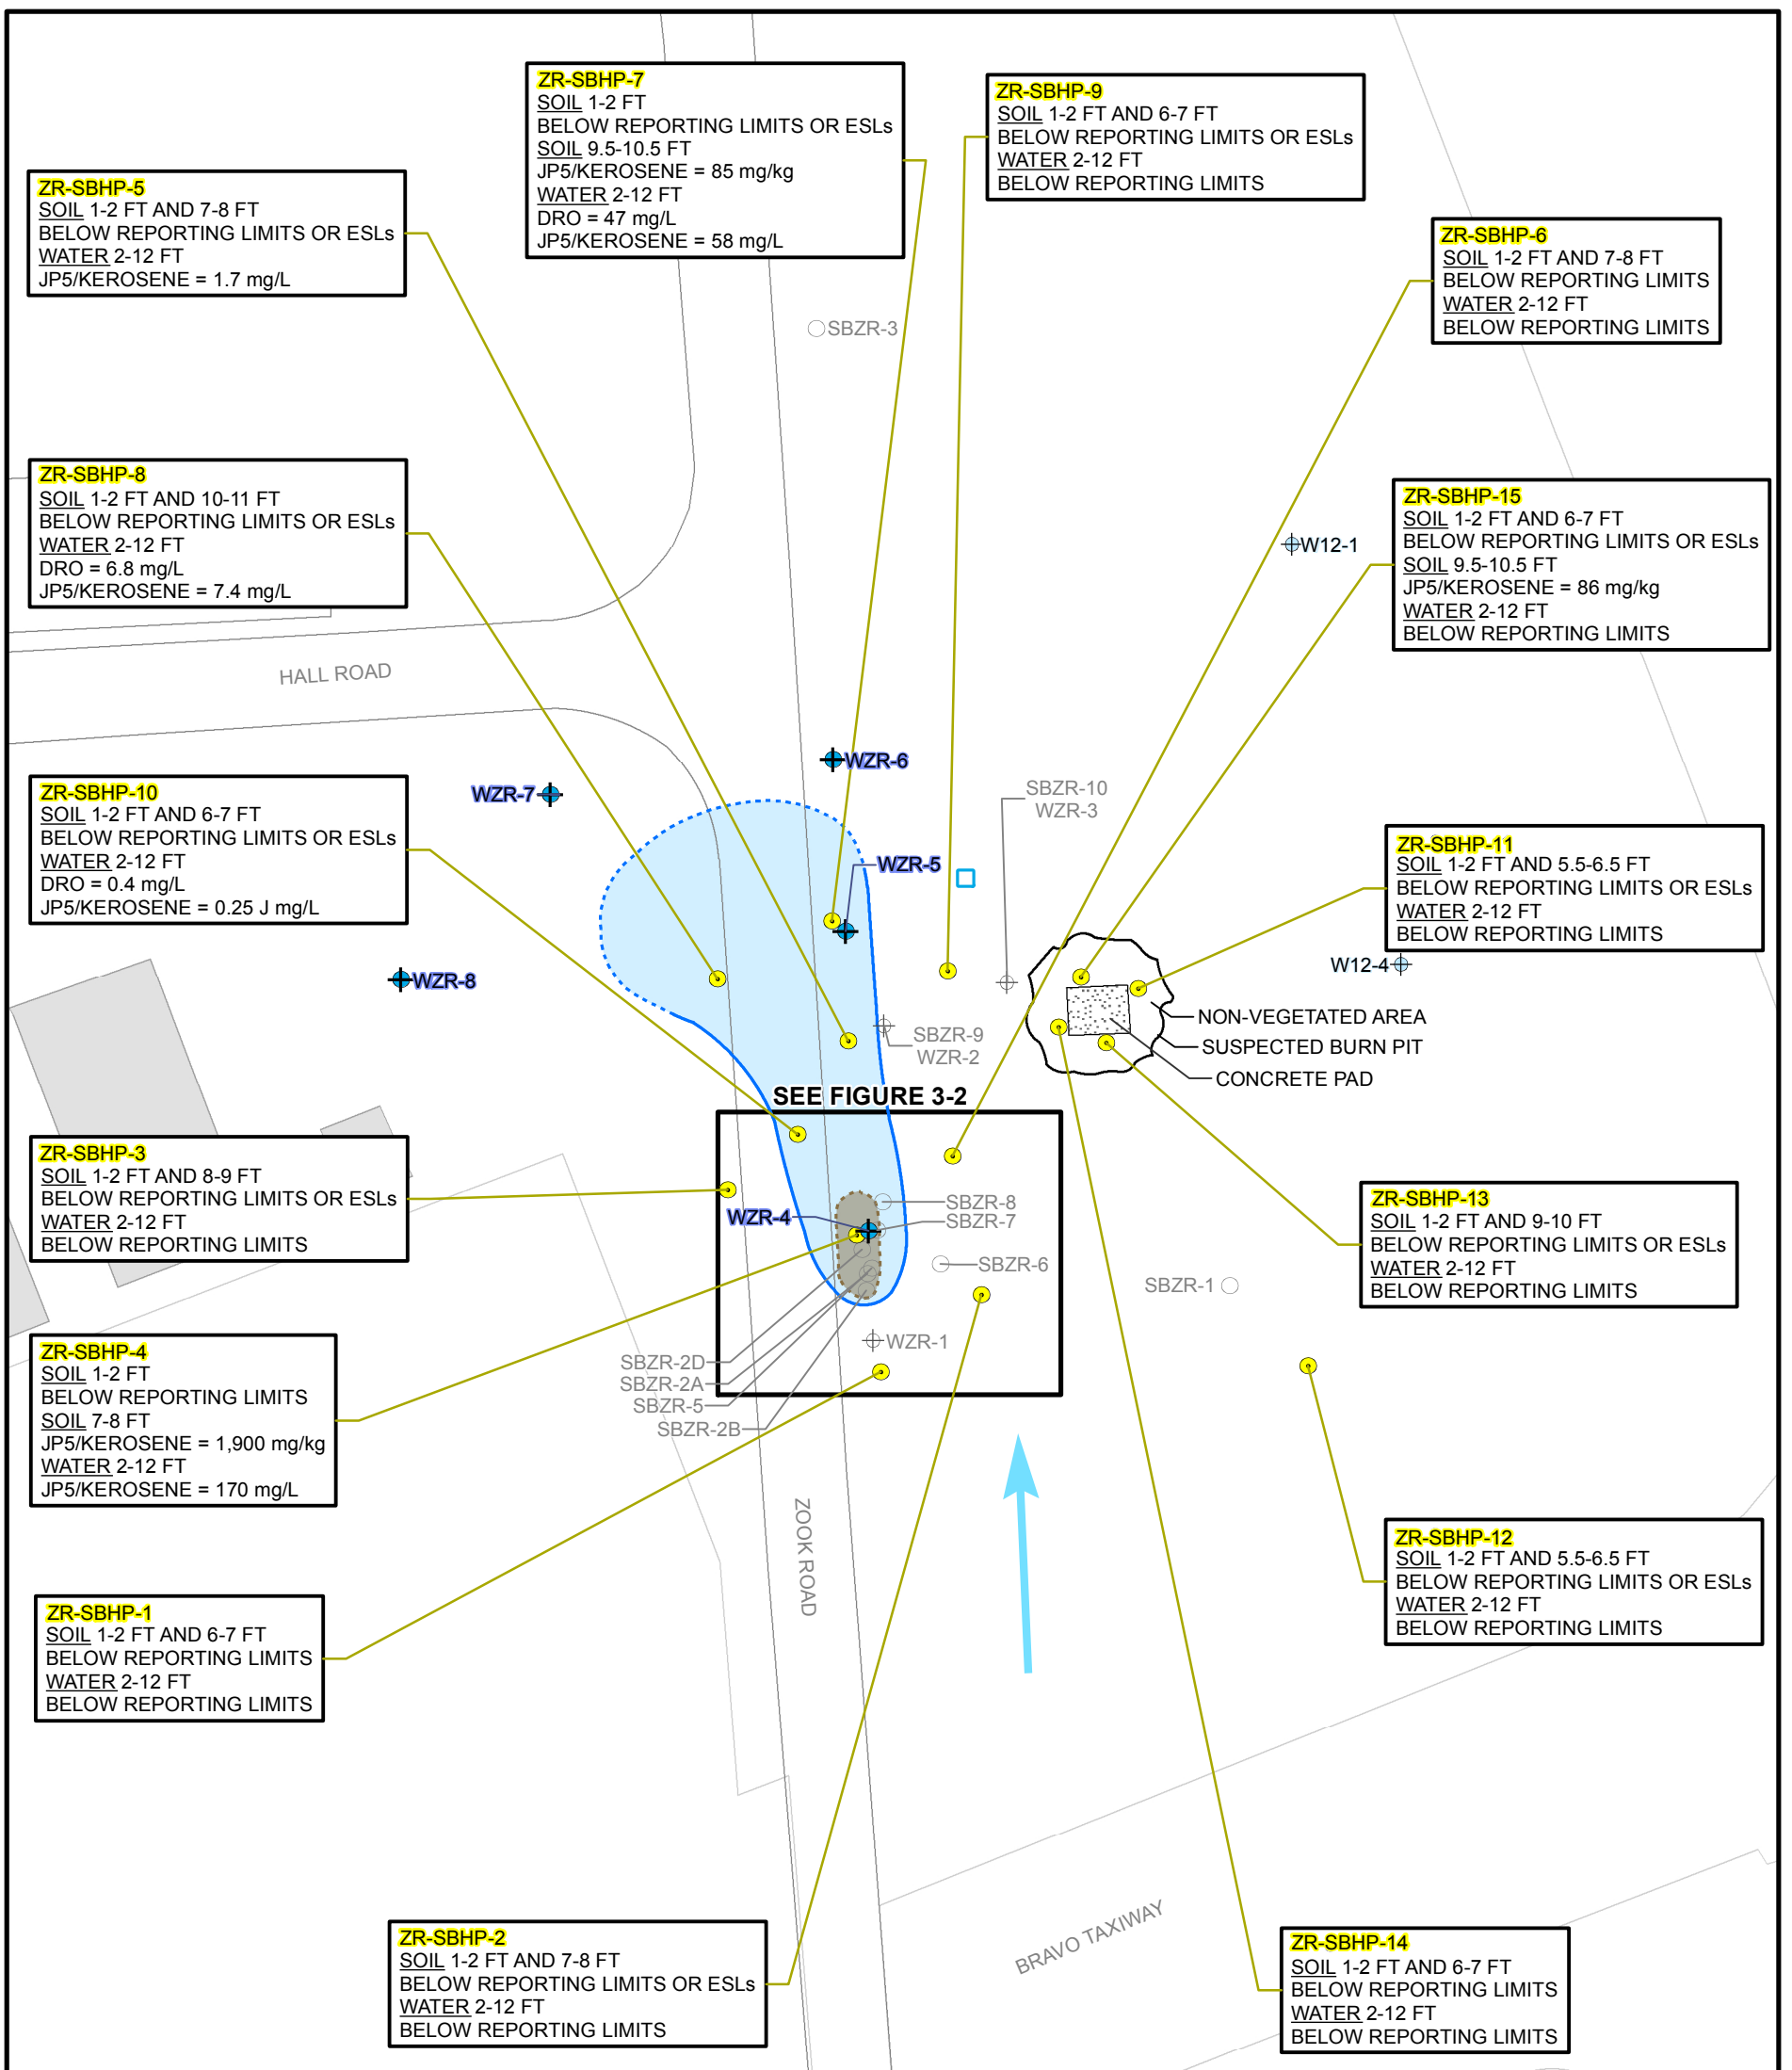 ZR-SBHP-7
SOIL 1-2 FT
BELOW REPORTING LIMITS OR ESLs
SOIL 9.5-10.5 FT
JP5/KEROSENE = 85 mg/kg
WATER 2-12 FT
DRO = 47 mg/L
JP5/KEROSENE = 58 mg/L
ZR-SBHP-9
SOIL 1-2 FT AND 6-7 FT
BELOW REPORTING LIMITS OR ESLs
WATER 2-12 FT
BELOW REPORTING LIMITS
ZR-SBHP-5
SOIL 1-2 FT AND 7-8 FT
BELOW REPORTING LIMITS OR ESLs
WATER 2-12 FT
JP5/KEROSENE = 1.7 mg/L
ZR-SBHP-6
SOIL 1-2 FT AND 7-8 FT
BELOW REPORTING LIMITS
WATER 2-12 FT
BELOW REPORTING LIMITS
SBZR-3
ZR-SBHP-8
SOIL 1-2 FT AND 10-11 FT
BELOW REPORTING LIMITS OR ESLs
WATER 2-12 FT
DRO = 6.8 mg/L
JP5/KEROSENE = 7.4 mg/L
W12-1
ZR-SBHP-15
SOIL 1-2 FT AND 6-7 FT
BELOW REPORTING LIMITS OR ESLs
SOIL 9.5-10.5 FT
JP5/KEROSENE = 86 mg/kg
WATER 2-12 FT
BELOW REPORTING LIMITS
HALL ROAD
WZR-6
WZR-7
SBZR-10
WZR-3
ZR-SBHP-10
SOIL 1-2 FT AND 6-7 FT
BELOW REPORTING LIMITS OR ESLs
WATER 2-12 FT
DRO = 0.4 mg/L
JP5/KEROSENE = 0.25 J mg/L
WZR-5
ZR-SBHP-11
SOIL 1-2 FT AND 5.5-6.5 FT
BELOW REPORTING LIMITS OR ESLs
WATER 2-12 FT
BELOW REPORTING LIMITS
WZR-8
W12-4
NON-VEGETATED AREA
SUSPECTED BURN PIT
CONCRETE PAD
SBZR-9
WZR-2
SEE FIGURE 3-2
ZR-SBHP-3
SOIL 1-2 FT AND 8-9 FT
BELOW REPORTING LIMITS OR ESLs
WATER 2-12 FT
BELOW REPORTING LIMITS
WZR-4
SBZR-8
SBZR-7
SBZR-6
SBZR-1
ZR-SBHP-13
SOIL 1-2 FT AND 9-10 FT
BELOW REPORTING LIMITS OR ESLs
WATER 2-12 FT
BELOW REPORTING LIMITS
WZR-1
SBZR-2D
SBZR-2A
SBZR-5
SBZR-2B
ZR-SBHP-4
SOIL 1-2 FT
BELOW REPORTING LIMITS
SOIL 7-8 FT
JP5/KEROSENE = 1,900 mg/kg
WATER 2-12 FT
JP5/KEROSENE = 170 mg/L
ZOOK ROAD
ZR-SBHP-12
SOIL 1-2 FT AND 5.5-6.5 FT
BELOW REPORTING LIMITS OR ESLs
WATER 2-12 FT
BELOW REPORTING LIMITS
ZR-SBHP-1
SOIL 1-2 FT AND 6-7 FT
BELOW REPORTING LIMITS
WATER 2-12 FT
BELOW REPORTING LIMITS
BRAVO TAXIWAY
ZR-SBHP-2
SOIL 1-2 FT AND 7-8 FT
BELOW REPORTING LIMITS OR ESLs
WATER 2-12 FT
BELOW REPORTING LIMITS
ZR-SBHP-14
SOIL 1-2 FT AND 6-7 FT
BELOW REPORTING LIMITS
WATER 2-12 FT
BELOW REPORTING LIMITS